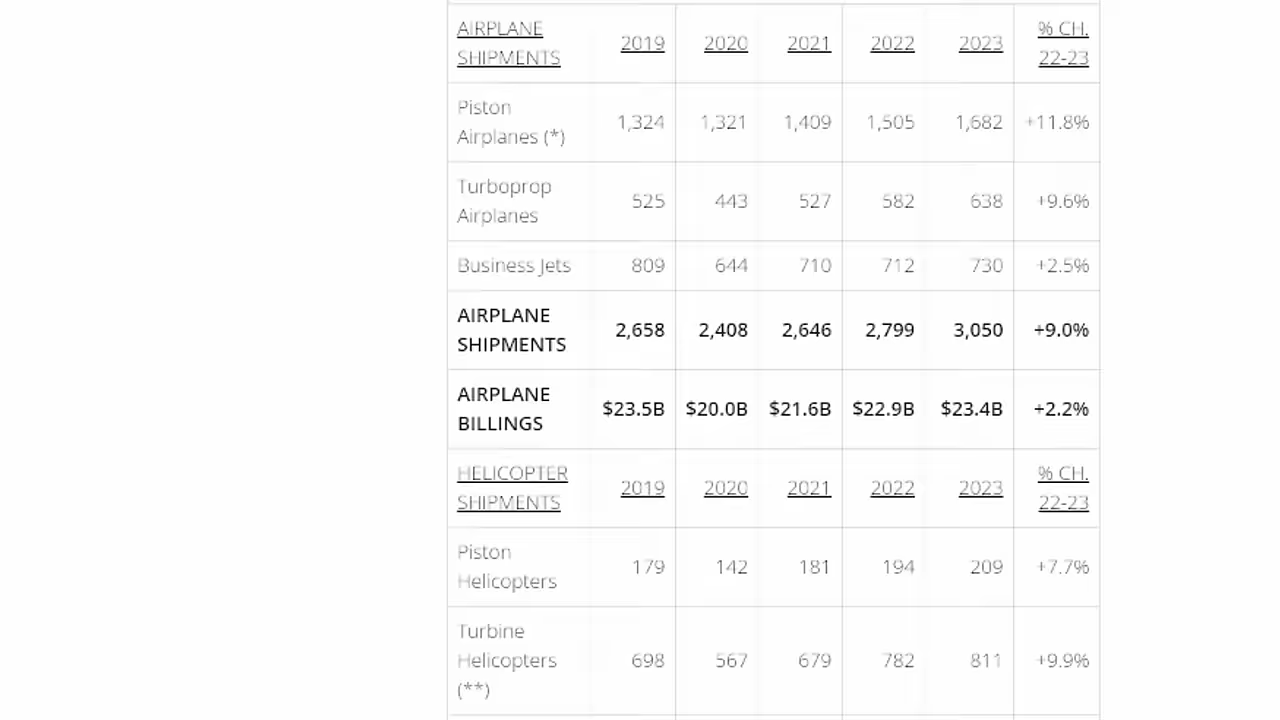 AIRPLANE
SHIPMENTS 2019 2020 2021 2022 2023 % CH.
22-23
Piston
Airplanes (*) 1,324 1,321 1,409 1,505 1,682 +11.8%
Turboprop
Airplanes 525 443 527 582 638 +9.6%
Business Jets 809 644 710 712 730 +2.5%
AIRPLANE
SHIPMENTS 2,658 2,408 2,646 2,799 3,050 +9.0%
AIRPLANE
BILLINGS $23.5B $20.0B $21.6B $22.9B $23.4B +2.2%
HELICOPTER
SHIPMENTS 2019 2020 2021 2022 2023 % CH.
22-23
Piston
Helicopters 179 142 181 194 209 +7.7%
Turbine
Helicopters 698 567 679 782 811 +9.9%
(**)